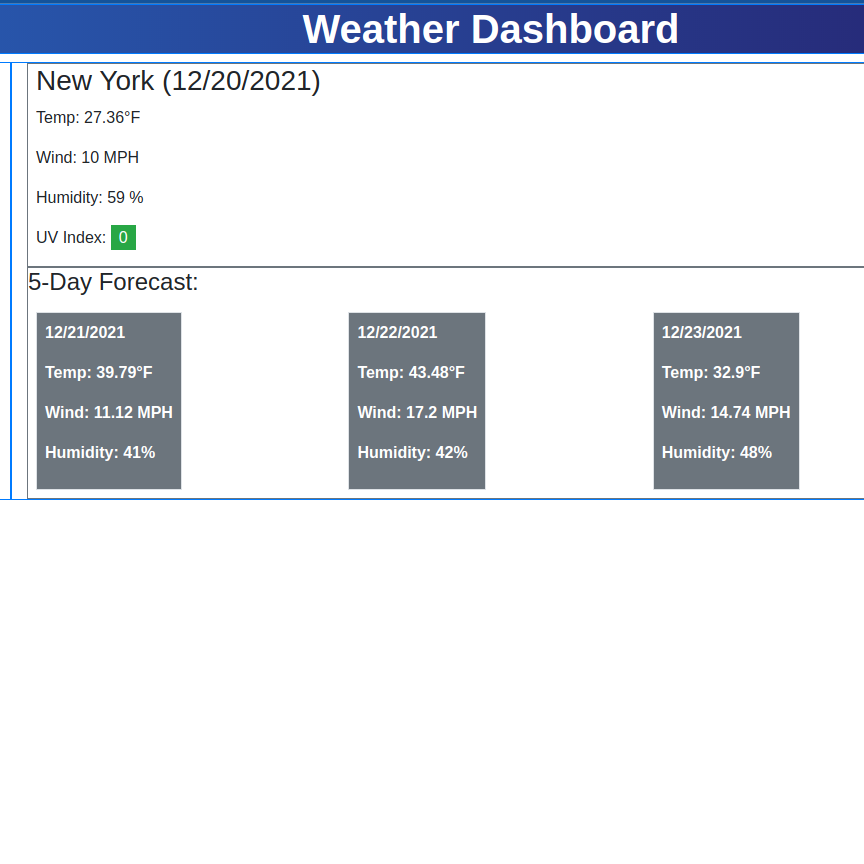 Weather Dashboard
New York (12/20/2021)
Temp: 27.36°F
Wind: 10 MPH
Humidity: 59 %
UV Index: 0
5-Day Forecast:
12/21/2021
Temp: 39.79°F
Wind: 11.12 MPH
Humidity: 41%
12/22/2021
Temp: 43.48°F
Wind: 17.2 MPH
Humidity: 42%
12/23/2021
Temp: 32.9°F
Wind: 14.74 MPH
Humidity: 48%